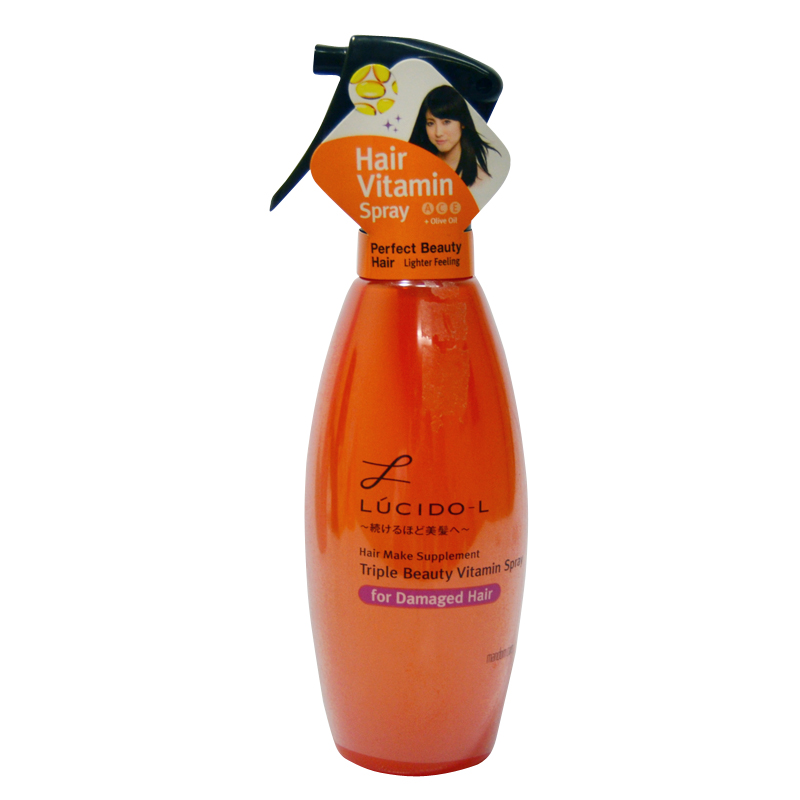 Hair
Vitamin
Spray A C E
+ Olive Oil
Perfect Beauty
Hair Lighter Feeling
LÚCIDO-L
~続けるほど美髪へ~
Hair Make Supplement
Triple Beauty Vitamin Spray
for Damaged Hair